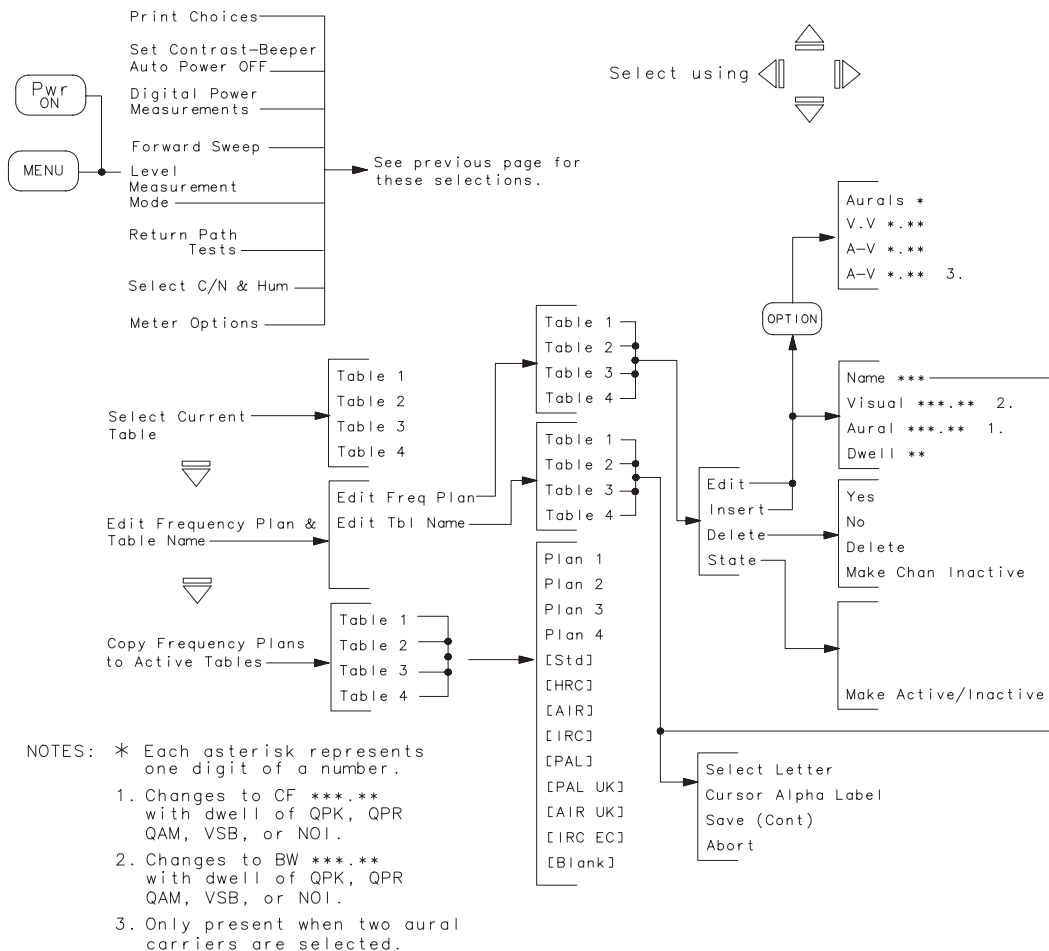 Print Choices
Set Contrast-Beeper
Auto Power OFF
Digital Power
Measurements
Forward Sweep
Level
Measurement
Mode
Return Path
Tests
Select C/N & Hum
Meter Options
Pwr
ON
MENU
See previous page for
these selections.
Select using
Select Current
Table
Table 1
Table 2
Table 3
Table 4
Edit Frequency Plan &
Table Name
Edit Freq Plan
Edit Tbl Name
Copy Frequency Plans
to Active Tables
Table 1
Table 2
Table 3
Table 4
Table 1
Table 2
Table 3
Table 4
Table 1
Table 2
Table 3
Table 4
Plan 1
Plan 2
Plan 3
Plan 4
[Std]
[HRC]
[AIR]
[IRC]
[PAL]
[PAL UK]
[AIR UK]
[IRC EC]
[Blank]
Edit
Insert
Delete
State
OPTION
Aurals *
V.V *.**
A-V *.**
A-V *.** 3.
Name ***
Visual ***.** 2.
Aural ***.** 1.
Dwell **
Yes
No
Delete
Make Chan Inactive
Make Active/Inactive
Select Letter
Cursor Alpha Label
Save (Cont)
Abort
NOTES: * Each asterisk represents
one digit of a number.
1. Changes to CF ***.**
with dwell of QPK, QPR
QAM, VSB, or NOI.
2. Changes to BW ***.**
with dwell of QPK, QPR
QAM, VSB, or NOI.
3. Only present when two aural
carriers are selected.